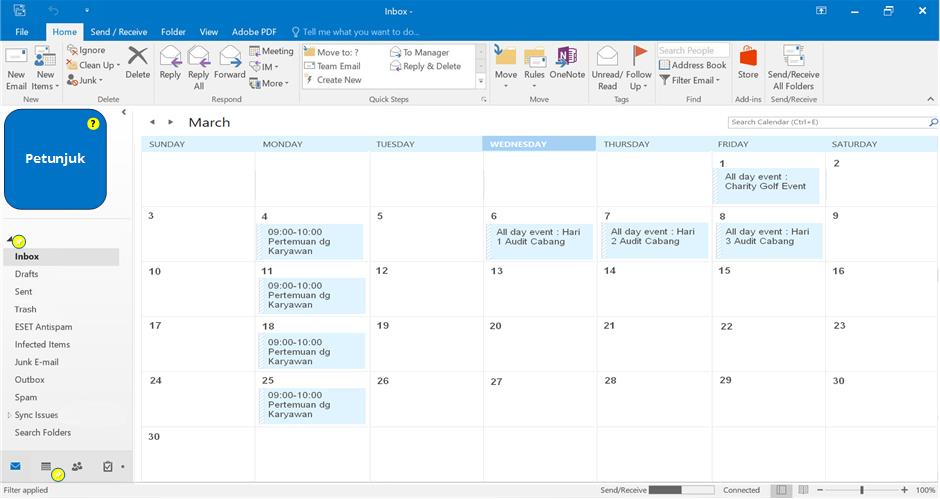 Inbox -
File Home Send / Receive Folder View Adobe PDF Tell me what you want to do...
New Email
New Items
Ignore
Clean Up
Junk
Delete
Reply
Reply All
Forward
Meeting
IM
More
Move to: ?
Team Email
Create New
To Manager
Reply & Delete
Move
Rules
OneNote
Unread/ Read
Follow Up
Search People
Address Book
Filter Email
Store
Send/Receive All Folders
New Delete Respond Quick Steps Move Tags Find Add-ins Send/Receive
?
Petunjuk
March
Search Calendar (Ctrl+E)
SUNDAY MONDAY TUESDAY WEDNESDAY THURSDAY FRIDAY SATURDAY
1 2
All day event :
Charity Golf Event
3 4 5 6 7 8 9
09:00-10:00
Pertemuan dg
Karyawan
All day event : Hari
1 Audit Cabang
All day event : Hari
2 Audit Cabang
All day event : Hari
3 Audit Cabang
10 11 12 13 14 15 16
09:00-10:00
Pertemuan dg
Karyawan
17 18 19 20 21 22 23
09:00-10:00
Pertemuan dg
Karyawan
24 25 26 27 28 29 30
09:00-10:00
Pertemuan dg
Karyawan
30
Inbox
Drafts
Sent
Trash
ESET Antispam
Infected Items
Junk E-mail
Outbox
Spam
Sync Issues
Search Folders
Filter applied
Send/Receive
Connected
100%